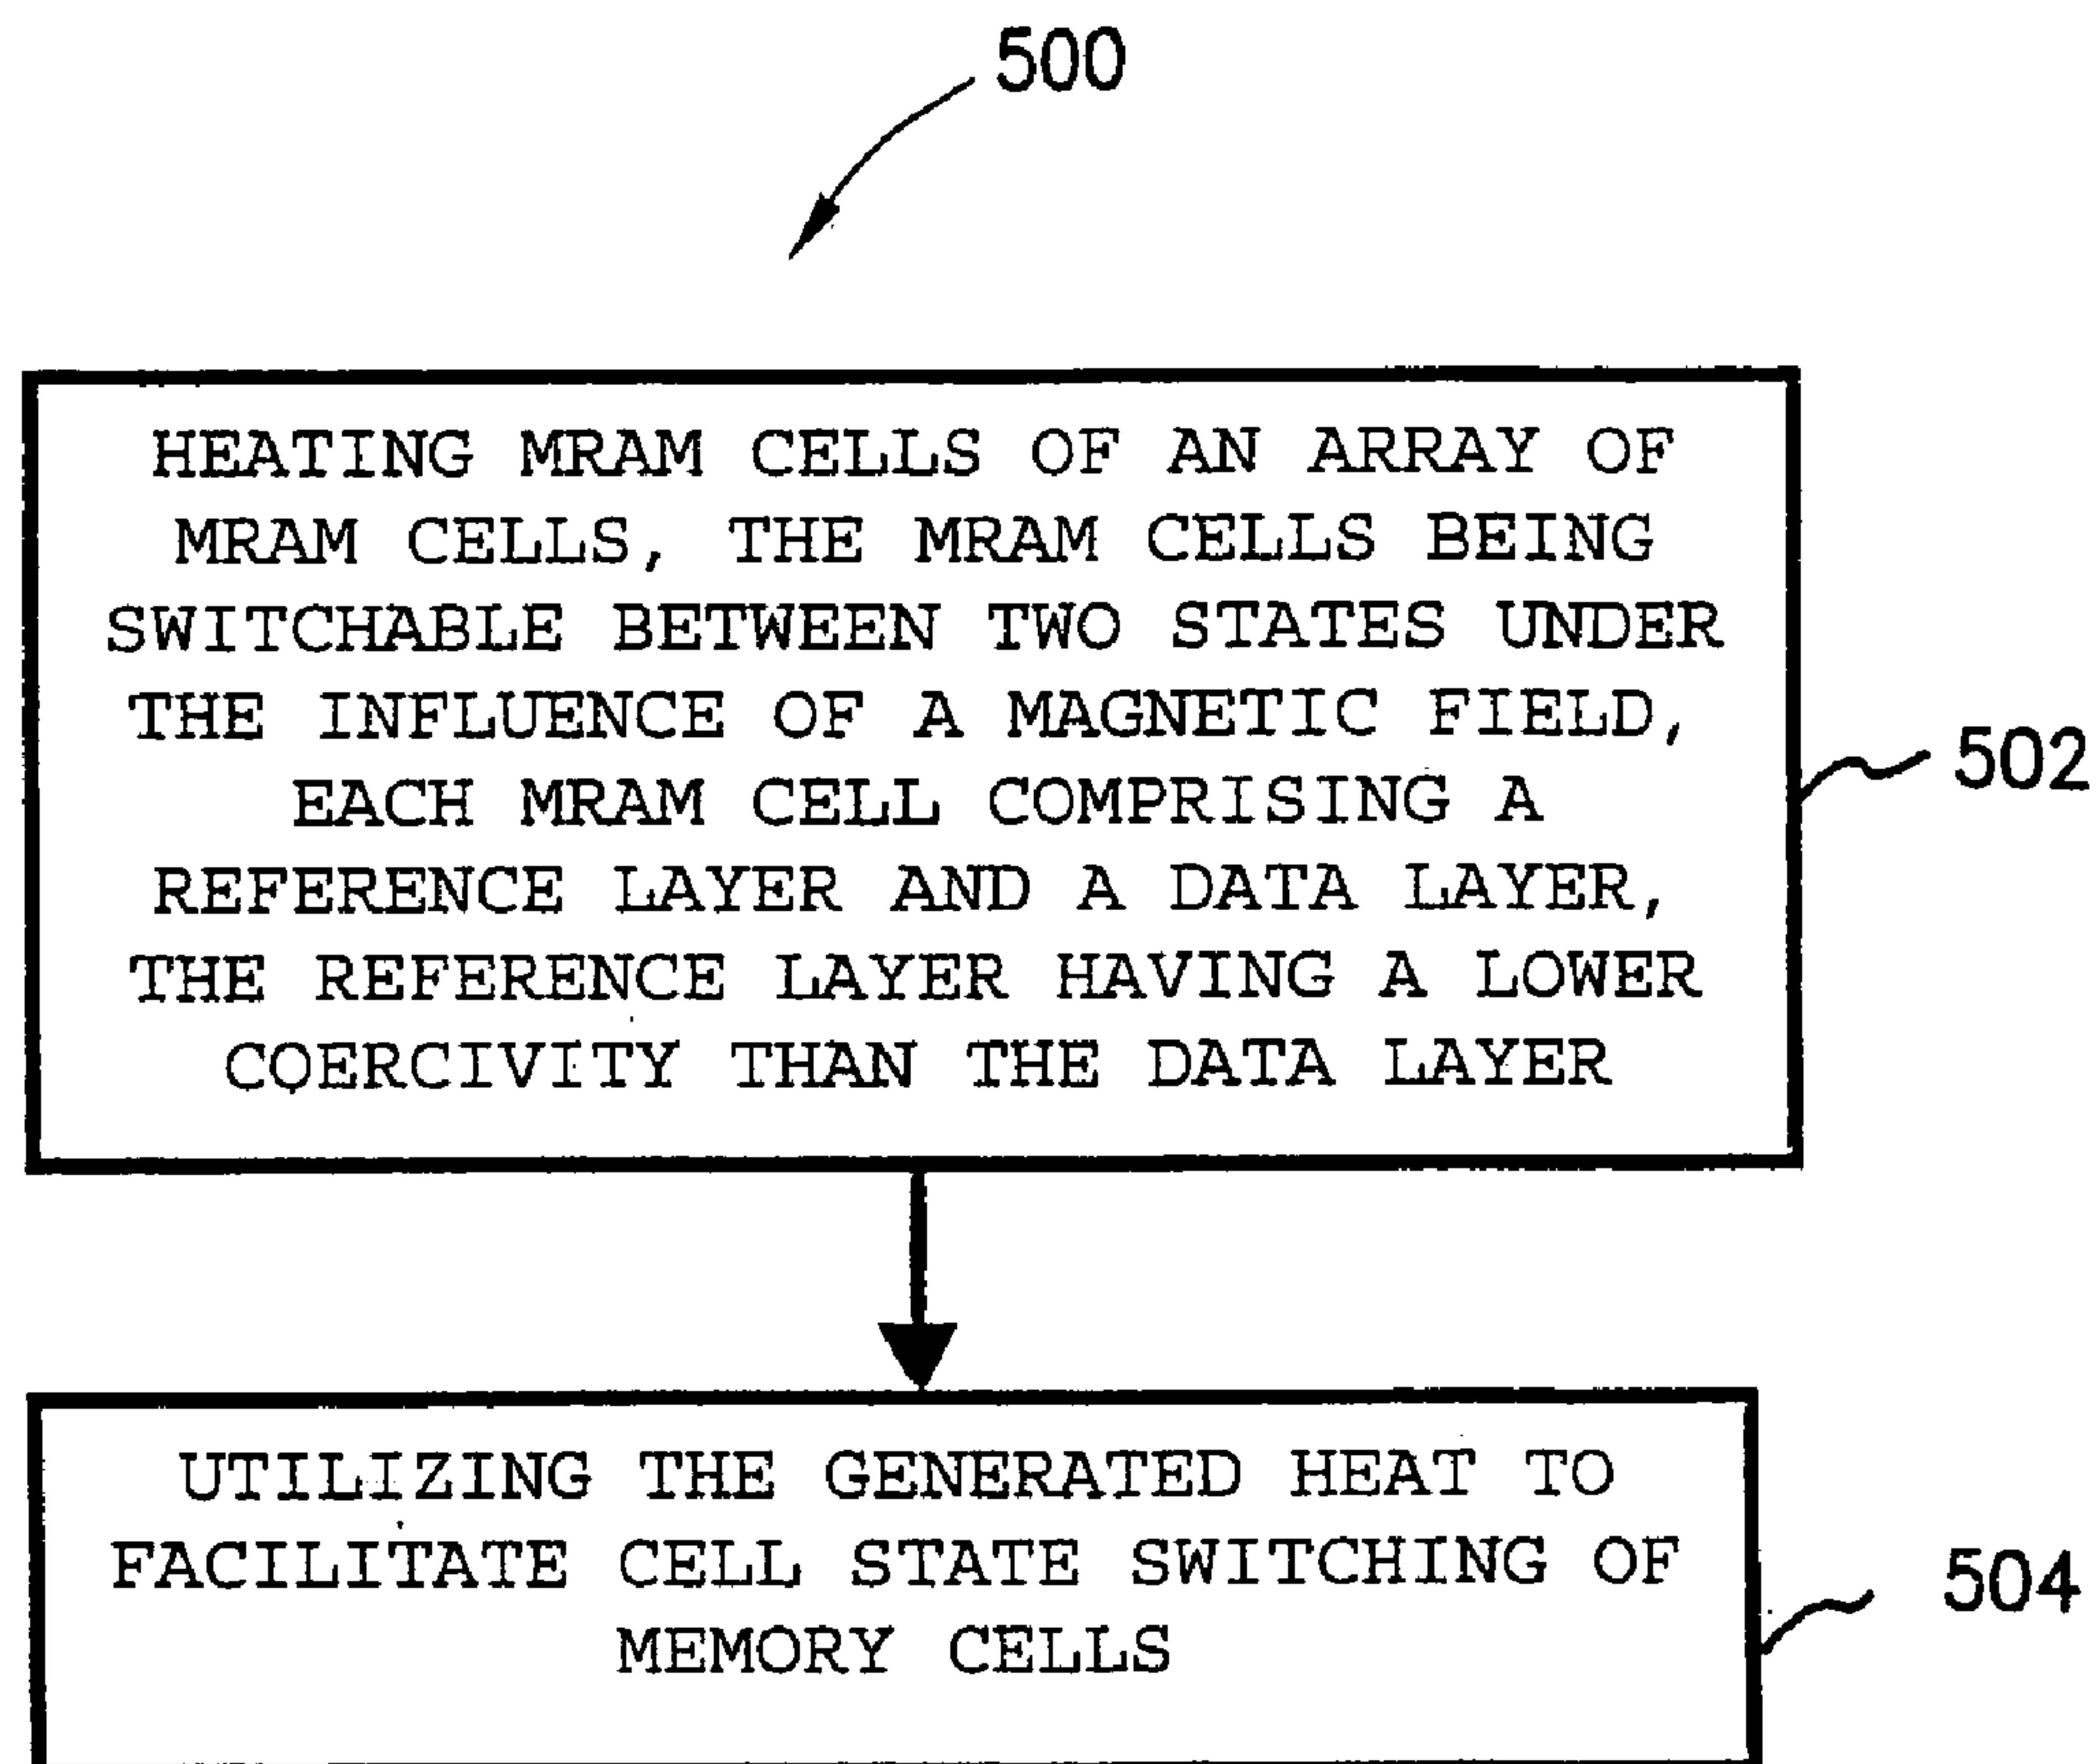 500
HEATING MRAM CELLS OF AN ARRAY OF
MRAM CELLS, THE MRAM CELLS BEING
SWITCHABLE BETWEEN TWO STATES UNDER
THE INFLUENCE OF A MAGNETIC FIELD,
EACH MRAM CELL COMPRISING A
REFERENCE LAYER AND A DATA LAYER,
THE REFERENCE LAYER HAVING A LOWER
COERCIVITY THAN THE DATA LAYER
502
UTILIZING THE GENERATED HEAT TO
FACILITATE CELL STATE SWITCHING OF
MEMORY CELLS
504